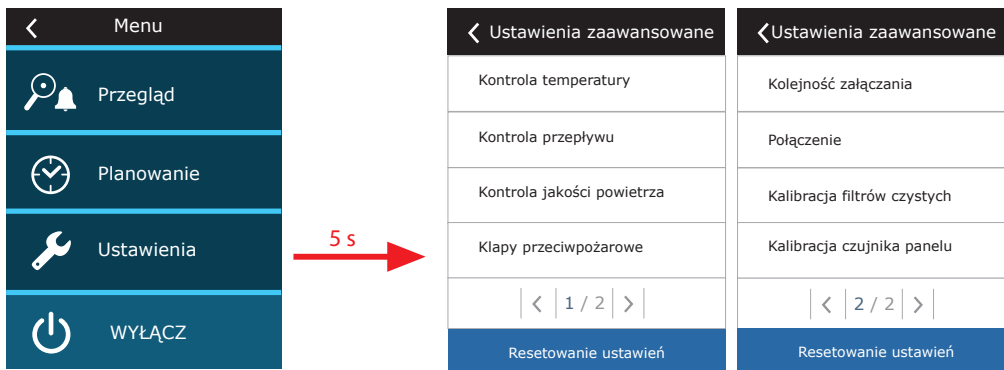 Menu
Przegląd
Planowanie
Ustawienia
WYŁĄCZ
5 s
Ustawienia zaawansowane
Kontrola temperatury
Kontrola przepływu
Kontrola jakości powietrza
Klapy przeciwpożarowe
1 / 2
Resetowanie ustawień
Ustawienia zaawansowane
Kolejność załączania
Połączenie
Kalibracja filtrów czystych
Kalibracja czujnika panelu
2 / 2
Resetowanie ustawień